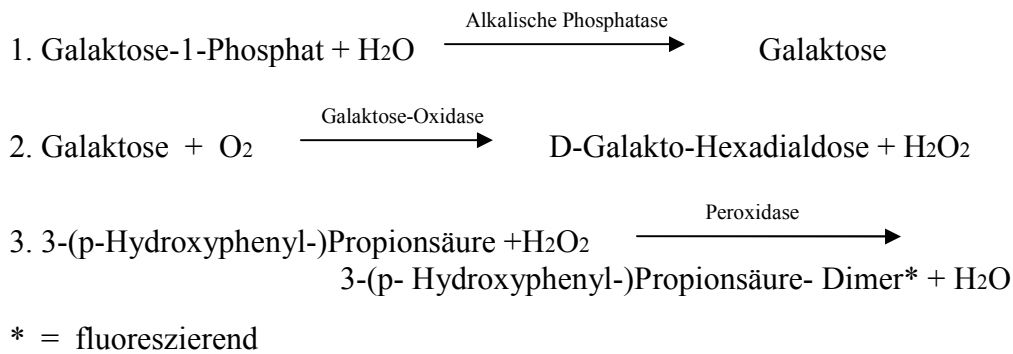 Alkalische Phosphatase
1. Galaktose-1-Phosphat + H2O Galaktose
Galaktose-Oxidase
2. Galaktose + O2 D-Galakto-Hexadialdose + H2O2
Peroxidase
3. 3-(p-Hydroxyphenyl-)Propionsäure +H2O2
3-(p- Hydroxyphenyl-)Propionsäure- Dimer* + H2O
* = fluoreszierend